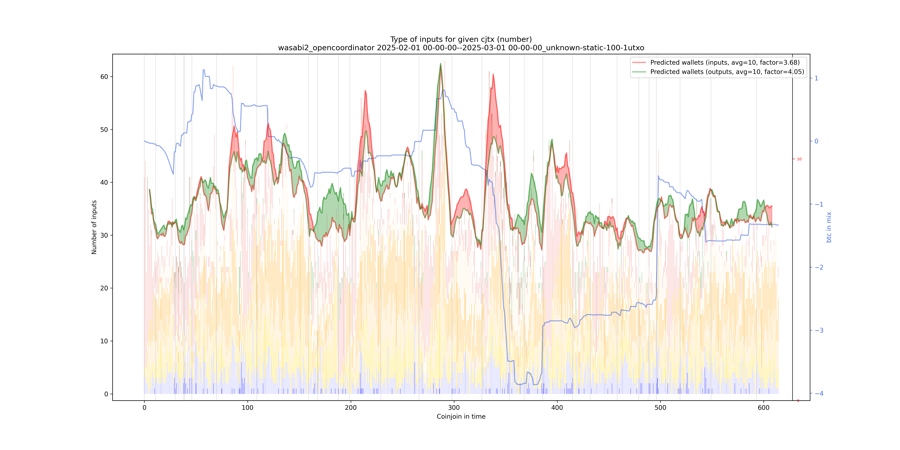 Type of inputs for given cjtx (number)
wasabi2_opencoordinator 2025-02-01 00-00-00--2025-03-01 00-00-00_unknown-static-100-1utxo
Predicted wallets (inputs, avg=10, factor=3.68)
Predicted wallets (outputs, avg=10, factor=4.05)
Number of inputs
60
50
40
30
20
10
0
0 100 200 300 400 500 600
Coinjoin in time
1
0
−1
−2
−3
−4
btc in mix